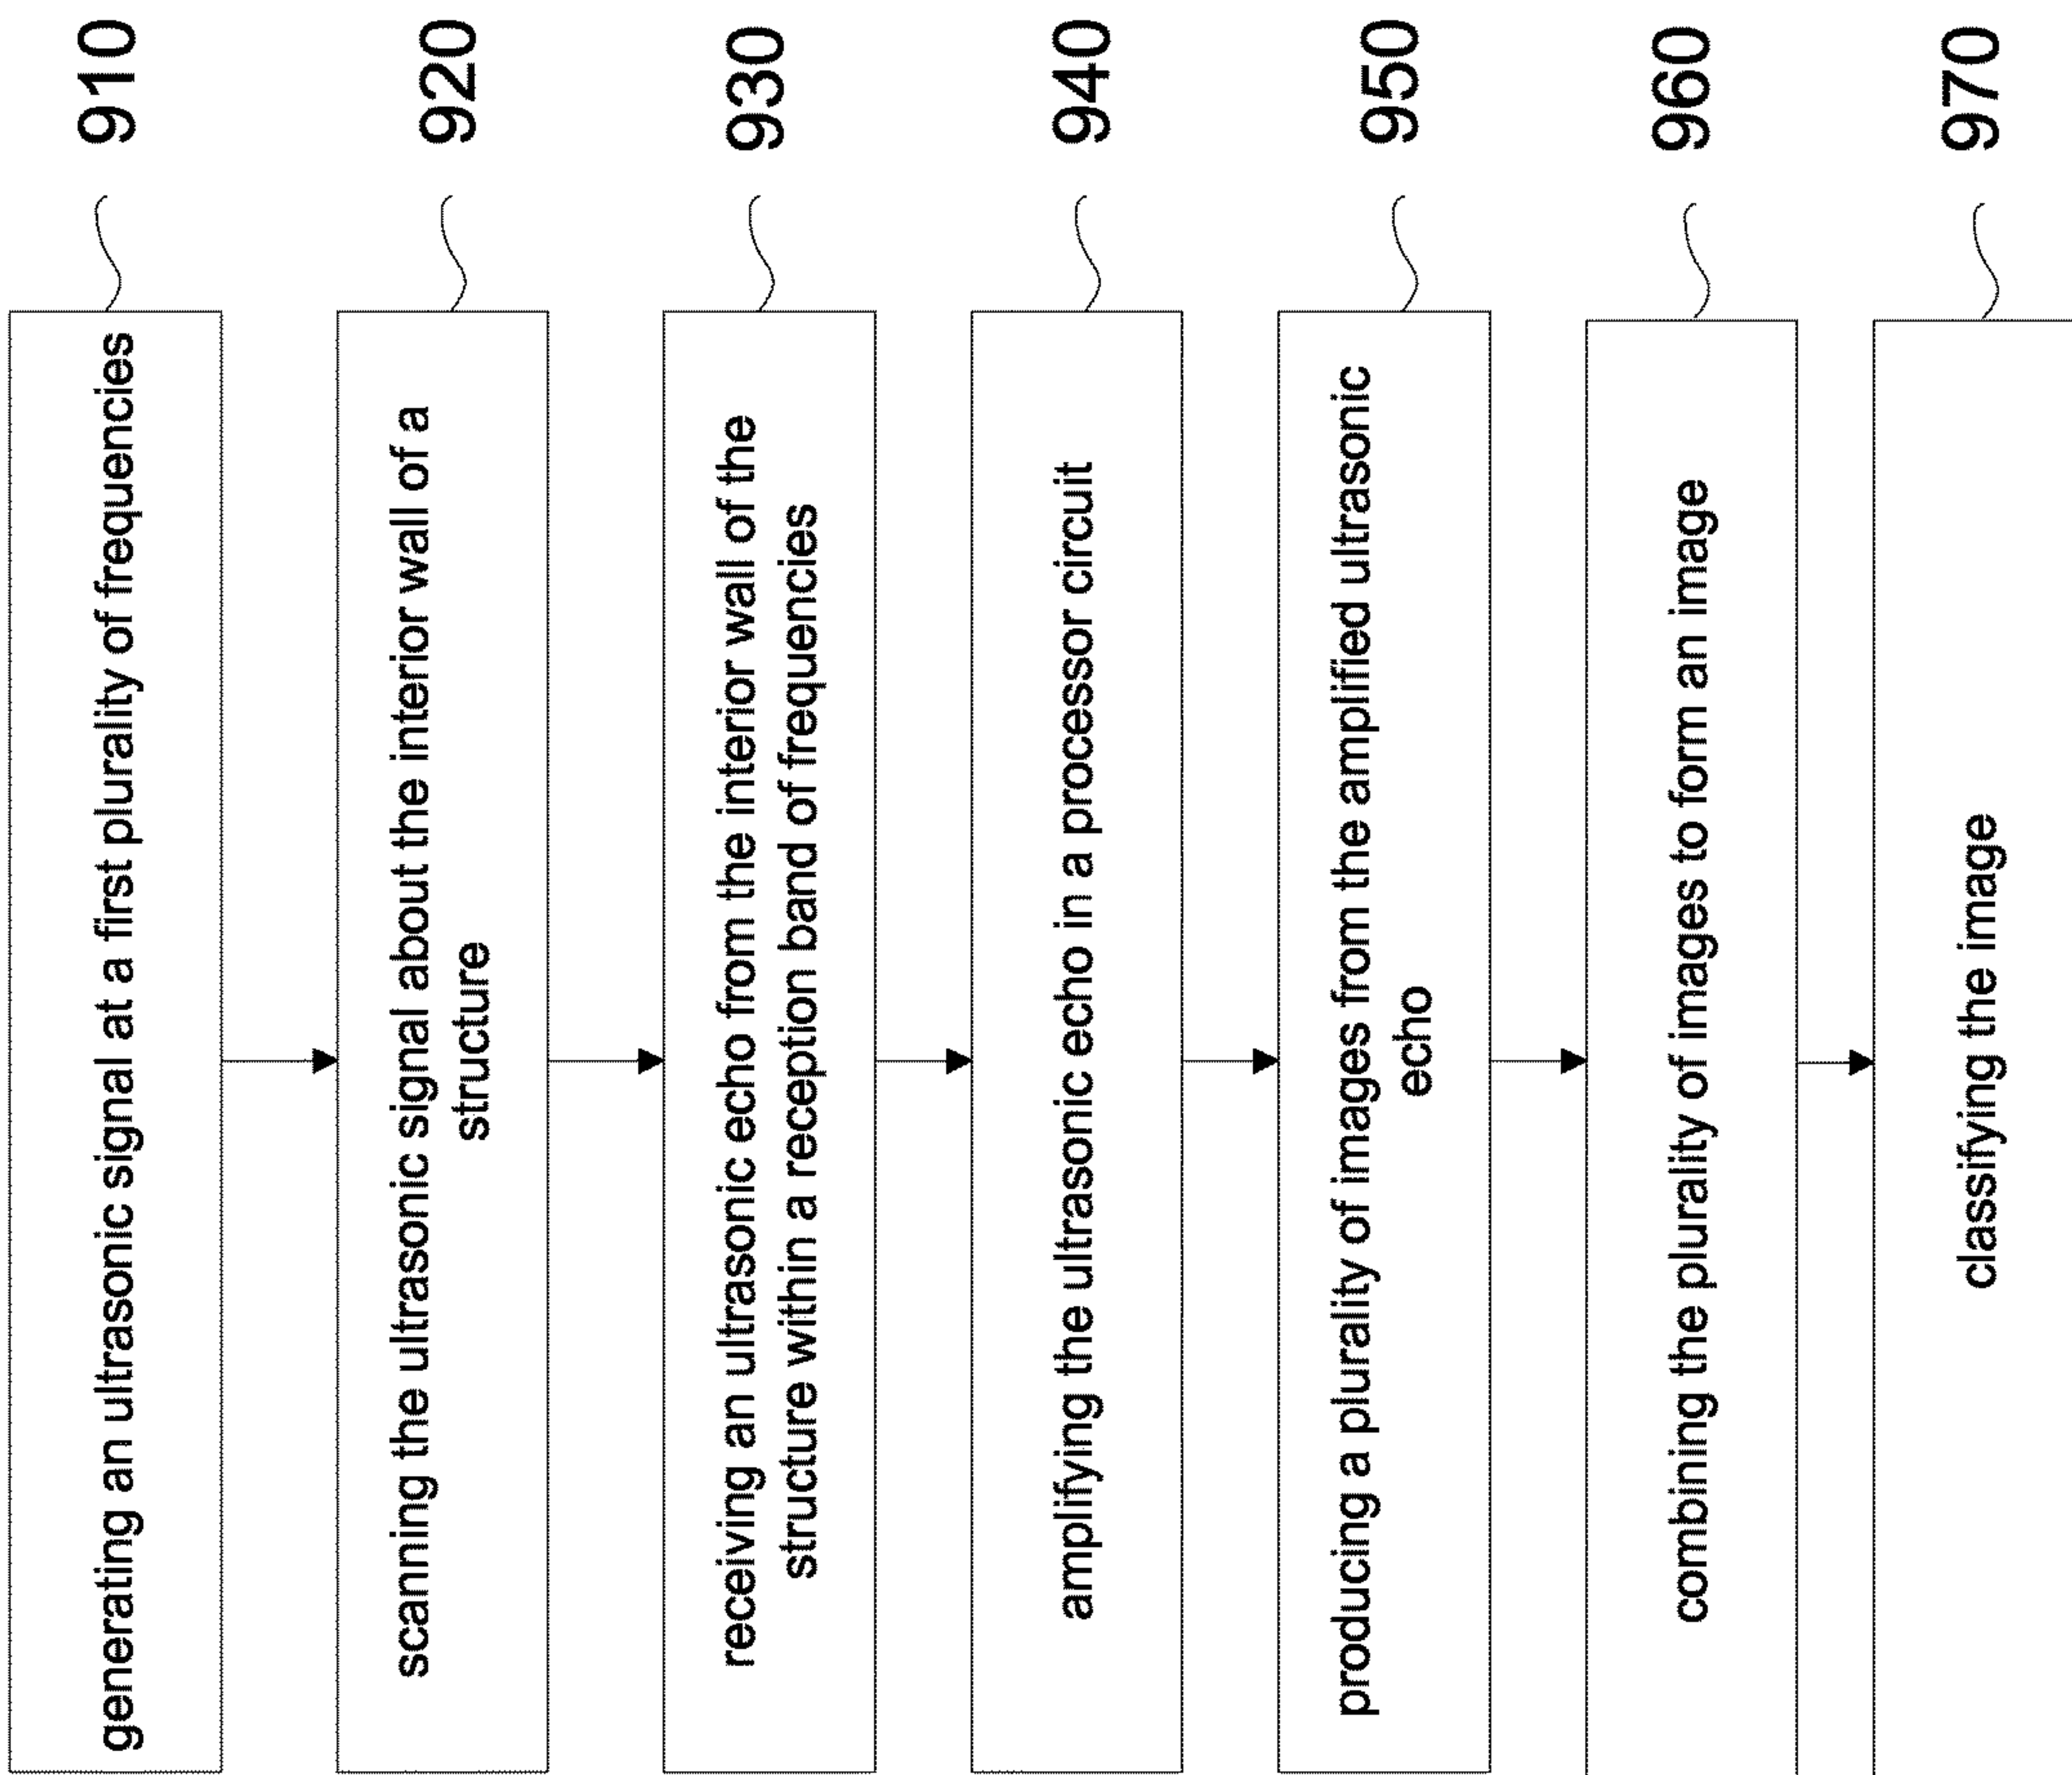 910
generating an ultrasonic signal at a first plurality of frequencies
920
scanning the ultrasonic signal about the interior wall of a
structure
930
receiving an ultrasonic echo from the interior wall of the
structure within a reception band of frequencies
940
amplifying the ultrasonic echo in a processor circuit
950
producing a plurality of images from the amplified ultrasonic
echo
960
combining the plurality of images to form an image
970
classifying the image